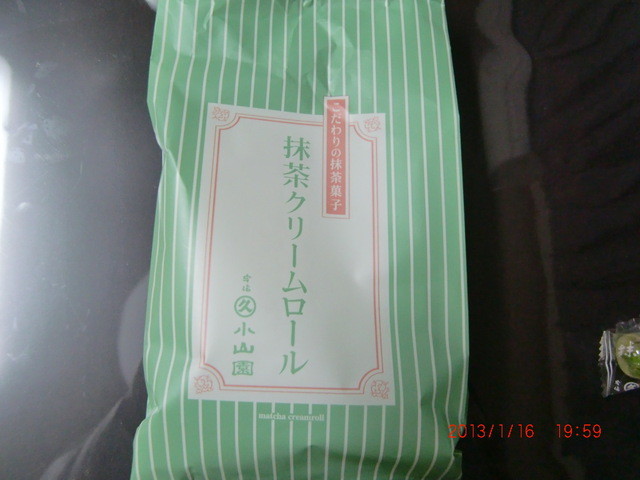 こだわりの抹茶菓子
抹茶クリームロール
久
小山園
matcha cream roll
2013/1/16 19:59